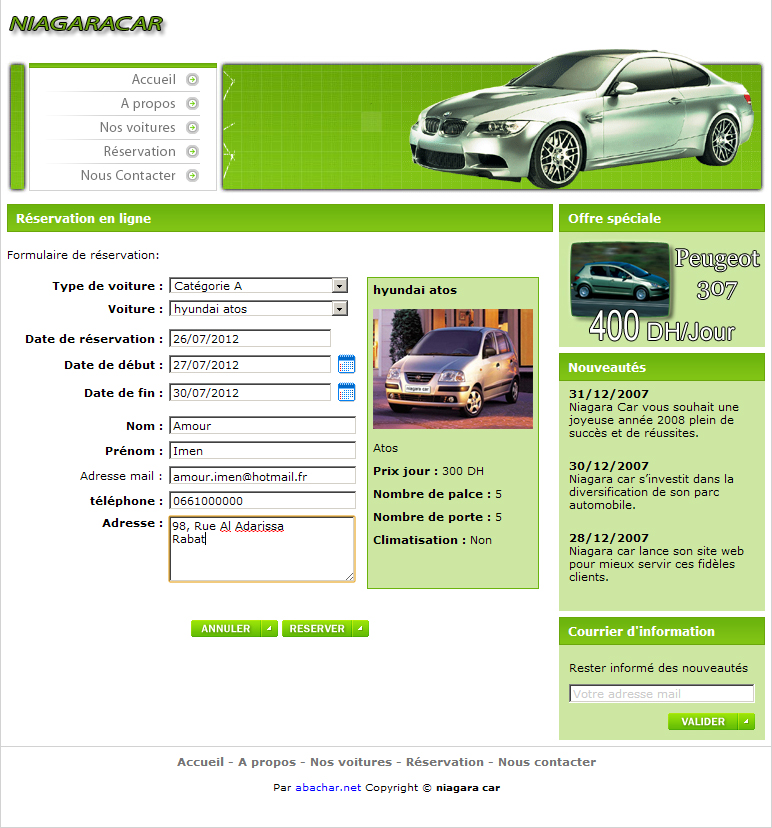 NIAGARACAR
Accueil
A propos
Nos voitures
Réservation
Nous Contacter
Réservation en ligne
Formulaire de réservation:
Type de voiture : Catégorie A
Voiture : hyundai atos
Date de réservation : 26/07/2012
Date de début : 27/07/2012
Date de fin : 30/07/2012
Nom : Amour
Prénom : Imen
Adresse mail : amour.imen@hotmail.fr
téléphone : 0661000000
Adresse : 98, Rue Al Adarissa
Rabat
ANNULER RESERVER
hyundai atos
niagara car
Atos
Prix jour : 300 DH
Nombre de palce : 5
Nombre de porte : 5
Climatisation : Non
Offre spéciale
Peugeot
307
400 DH/Jour
Nouveautés
31/12/2007
Niagara Car vous souhait une
joyeuse année 2008 plein de
succès et de réussites.
30/12/2007
Niagara car s’investit dans la
diversification de son parc
automobile.
28/12/2007
Niagara car lance son site web
pour mieux servir ces fidèles
clients.
Courrier d'information
Rester informé des nouveautés
Votre adresse mail
VALIDER
Accueil - A propos - Nos voitures - Réservation - Nous contacter
Par abachar.net Copyright © niagara car